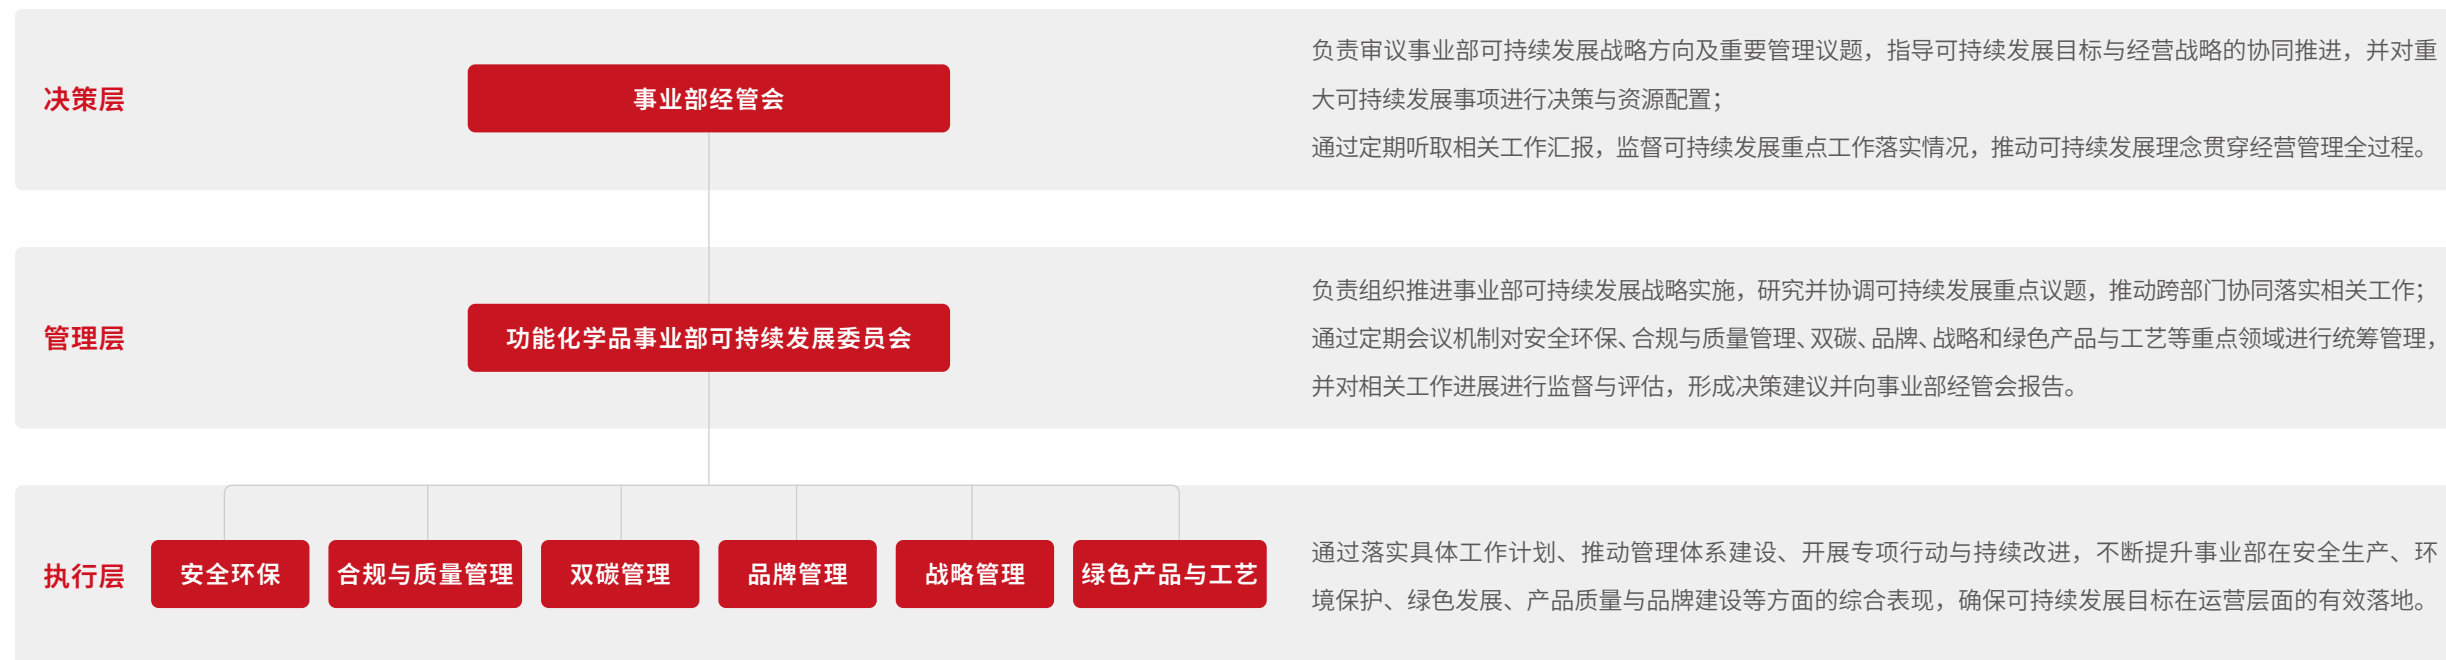 决策层
事业部经管会
负责审议事业部可持续发展战略方向及重要管理议题，指导可持续发展目标与经营战略的协同推进，并对重
大可持续发展事项进行决策与资源配置；
通过定期听取相关工作汇报，监督可持续发展重点工作落实情况，推动可持续发展理念贯穿经营管理全过程。
管理层
功能化学品事业部可持续发展委员会
负责组织推进事业部可持续发展战略实施，研究并协调可持续发展重点议题，推动跨部门协同落实相关工作；
通过定期会议机制对安全环保、合规与质量管理、双碳、品牌、战略和绿色产品与工艺等重点领域进行统筹管理，
并对相关工作进展进行监督与评估，形成决策建议并向事业部经管会报告。
执行层
安全环保
合规与质量管理
双碳管理
品牌管理
战略管理
绿色产品与工艺
通过落实具体工作计划、推动管理体系建设、开展专项行动与持续改进，不断提升事业部在安全生产、环
境保护、绿色发展、产品质量与品牌建设等方面的综合表现，确保可持续发展目标在运营层面的有效落地。